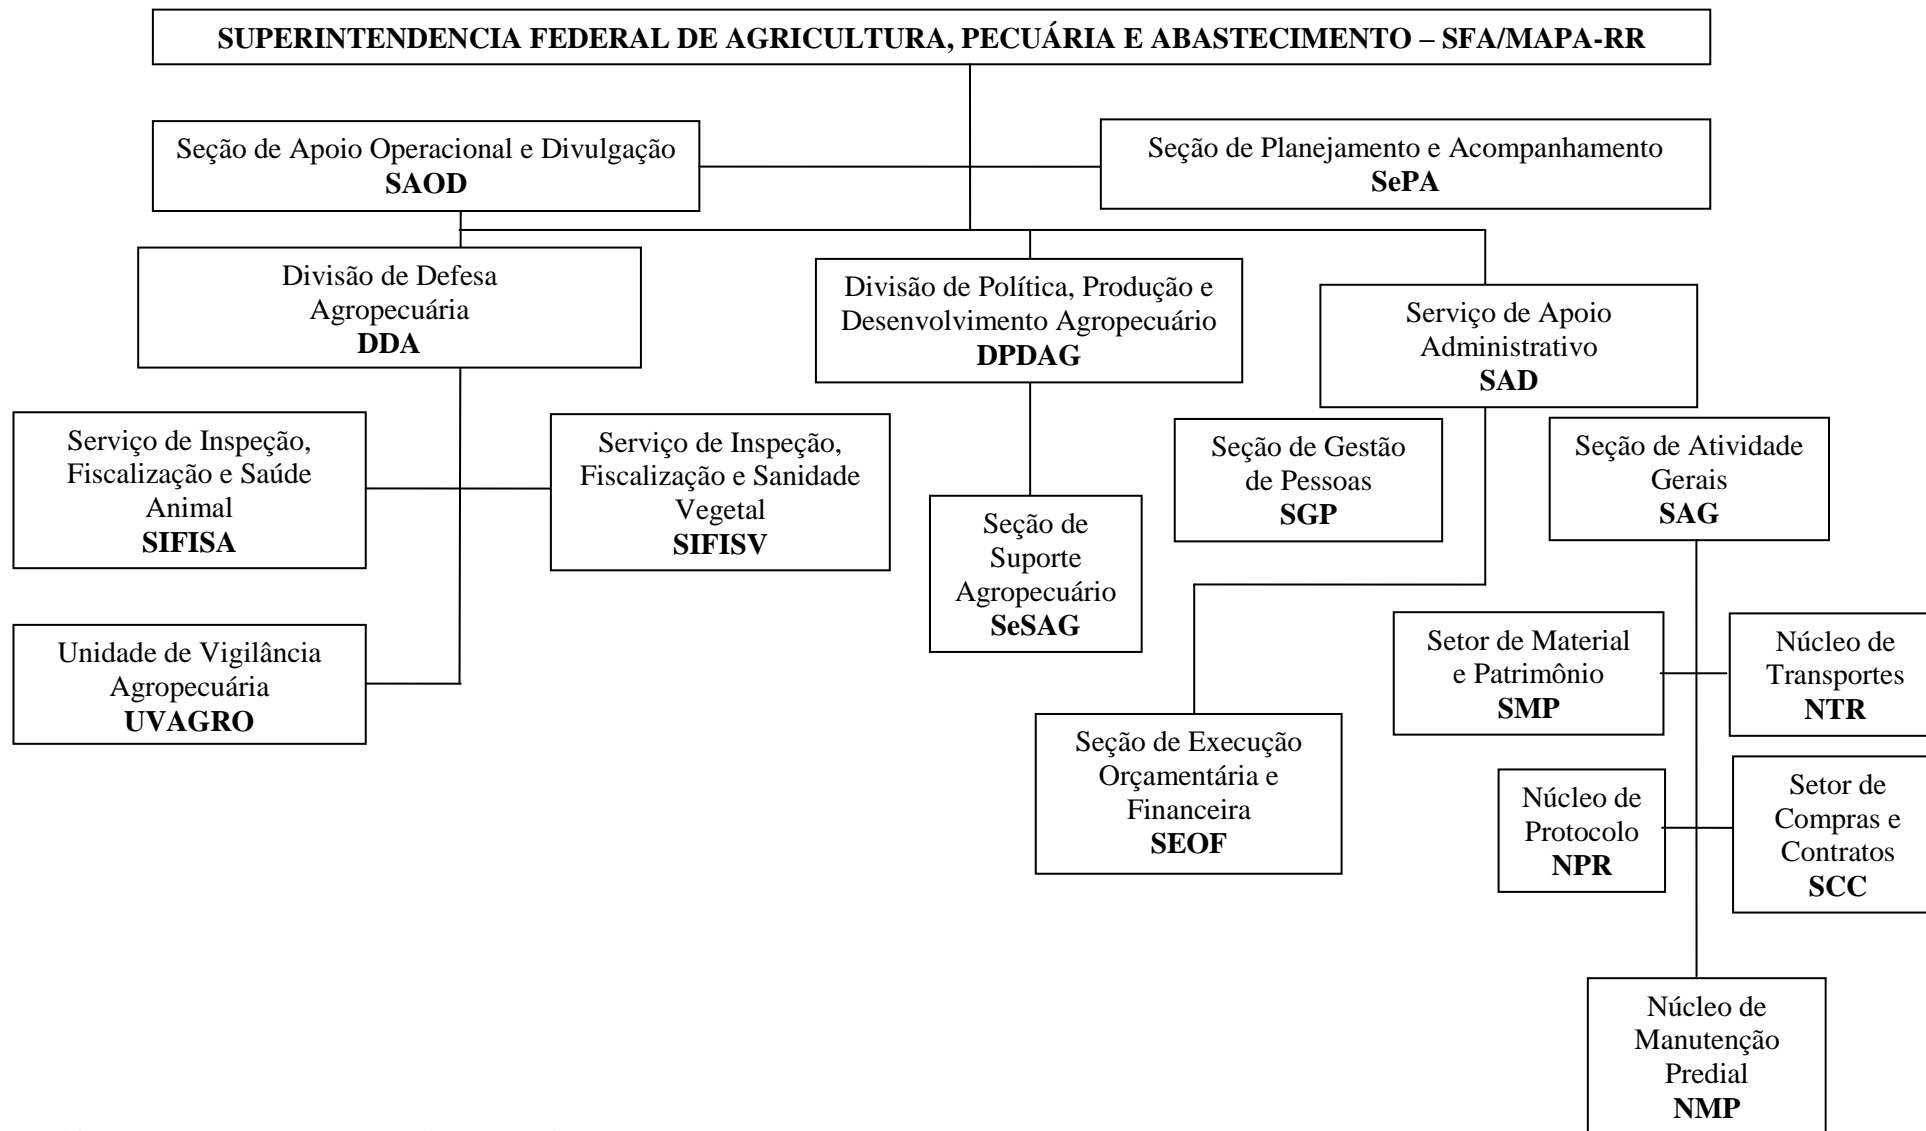 SUPERINTENDENCIA FEDERAL DE AGRICULTURA, PECUÁRIA E ABASTECIMENTO – SFA/MAPA-RR
Seção de Apoio Operacional e Divulgação
SAOD
Seção de Planejamento e Acompanhamento
SePA
Divisão de Defesa
Agropecuária
DDA
Divisão de Política, Produção e
Desenvolvimento Agropecuário
DPDAG
Serviço de Apoio
Administrativo
SAD
Serviço de Inspeção,
Fiscalização e Saúde
Animal
SIFISA
Serviço de Inspeção,
Fiscalização e Sanidade
Vegetal
SIFISV
Seção de
Suporte
Agropecuário
SeSAG
Seção de Gestão
de Pessoas
SGP
Seção de Atividade
Gerais
SAG
Unidade de Vigilância
Agropecuária
UVAGRO
Seção de Execução
Orçamentária e
Financeira
SEOF
Setor de Material
e Patrimônio
SMP
Núcleo de
Transportes
NTR
Núcleo de
Protocolo
NPR
Setor de
Compras e
Contratos
SCC
Núcleo de
Manutenção
Predial
NMP